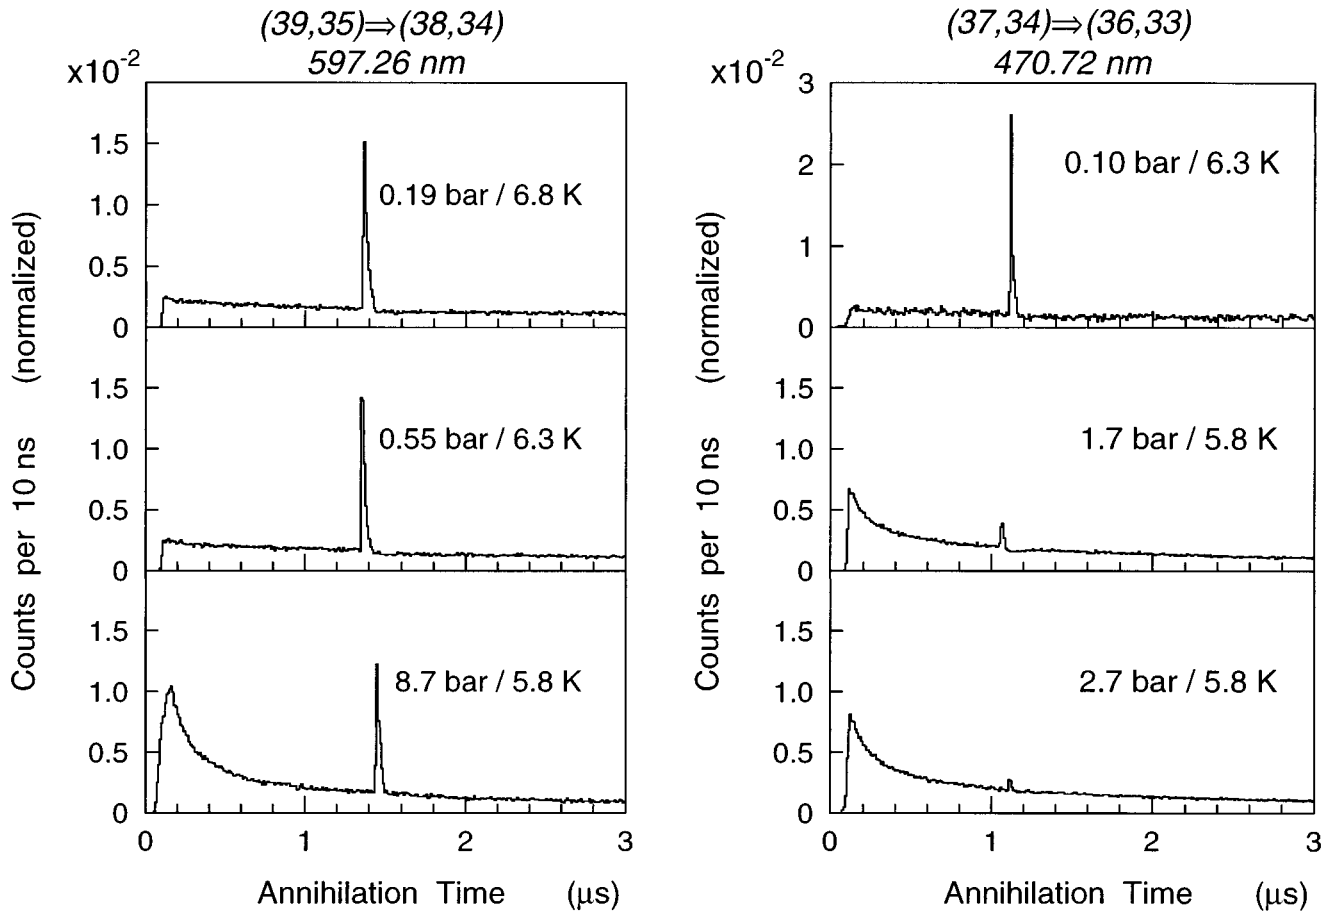 (39,35)⇒(38,34)
597.26 nm
x10-2
1.5
1.0
0.5
0
0.19 bar / 6.8 K
1.5
1.0
0.5
0
0.55 bar / 6.3 K
1.5
1.0
0.5
0
8.7 bar / 5.8 K
0 1 2 3
Annihilation Time (μs)
Counts per 10 ns (normalized)
(37,34)⇒(36,33)
470.72 nm
x10-2
3
2
1
0
0.10 bar / 6.3 K
1.5
1.0
0.5
0
1.7 bar / 5.8 K
1.5
1.0
0.5
0
2.7 bar / 5.8 K
0 1 2 3
Annihilation Time (μs)
Counts per 10 ns (normalized)